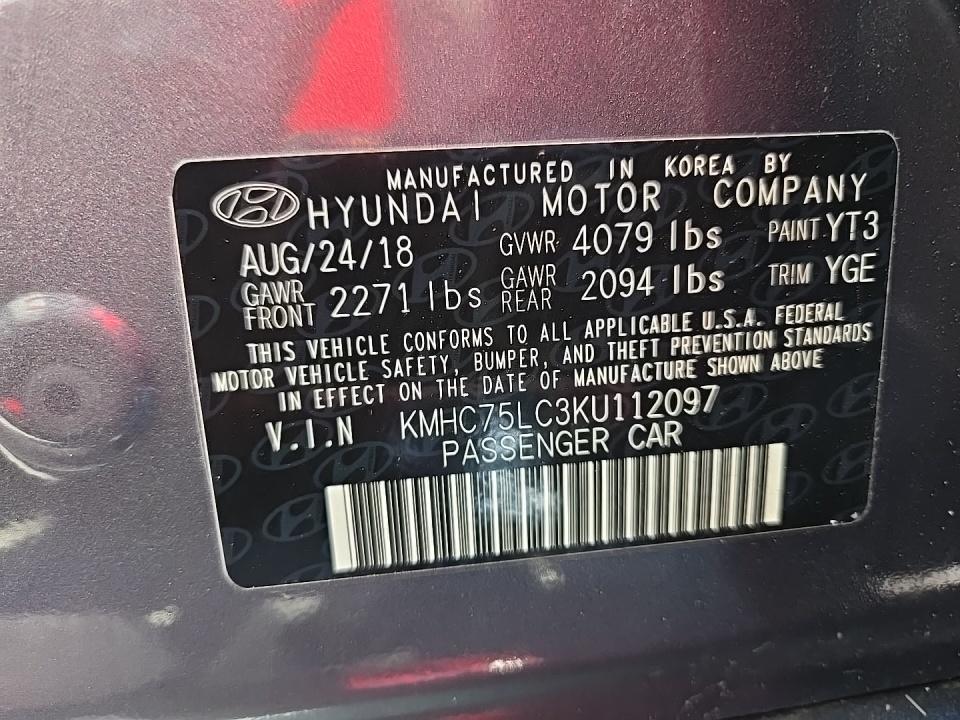 MANUFACTURED IN KOREA BY
HYUNDAI MOTOR COMPANY
AUG/24/18 GVWR 4079 lbs PAINT YT3
GAWR FRONT 2271 lbs GAWR REAR 2094 lbs TRIM YGE
THIS VEHICLE CONFORMS TO ALL APPLICABLE U.S.A. FEDERAL
MOTOR VEHICLE SAFETY, BUMPER, AND THEFT PREVENTION STANDARDS
IN EFFECT ON THE DATE OF MANUFACTURE SHOWN ABOVE
V.I.N KMHC75LC3KU112097
PASSENGER CAR